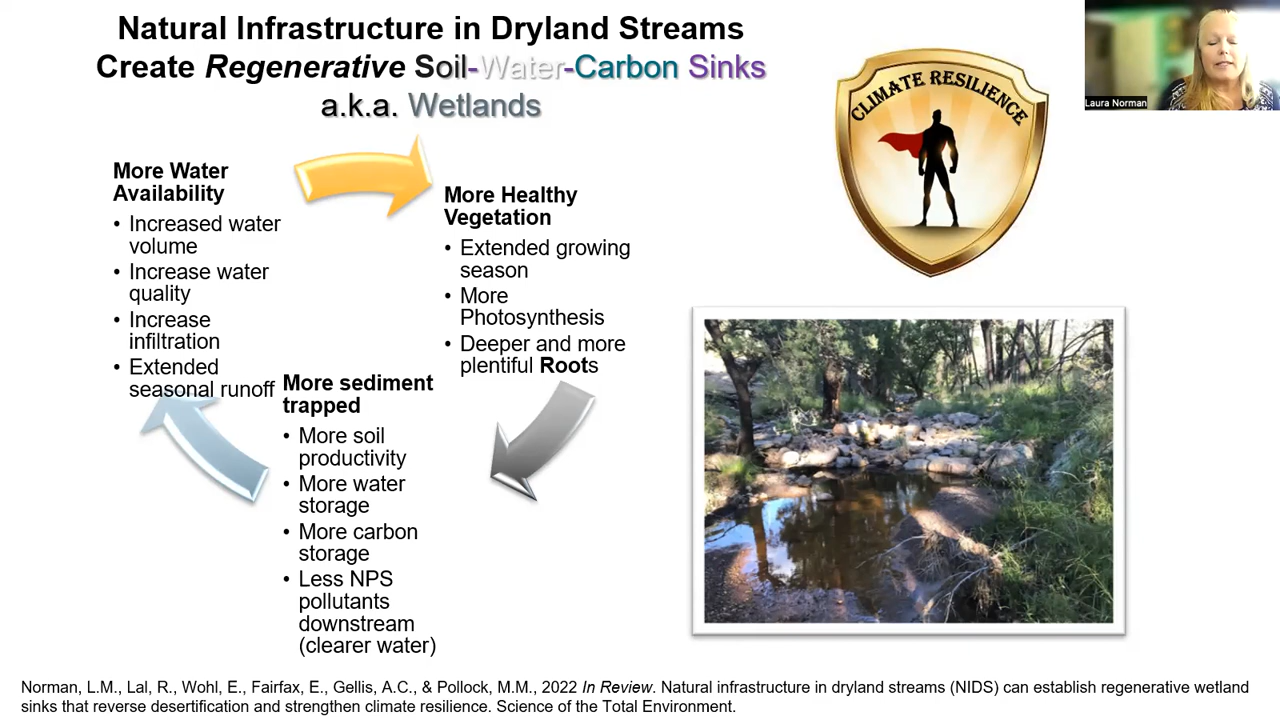 Natural Infrastructure in Dryland Streams
Create Regenerative Soil-Water-Carbon Sinks
a.k.a. Wetlands
More Water
Availability
• Increased water
volume
• Increase water
quality
• Increase
infiltration
• Extended
seasonal runoff
More Healthy
Vegetation
• Extended growing
season
• More
Photosynthesis
• Deeper and more
plentiful Roots
More sediment
trapped
• More soil
productivity
• More water
storage
• More carbon
storage
• Less NPS
pollutants
downstream
(clearer water)
CLIMATE RESILIENCE
Laura Norman
Norman, L.M., Lal, R., Wohl, E., Fairfax, E., Gellis, A.C., & Pollock, M.M., 2022 In Review. Natural infrastructure in dryland streams (NIDS) can establish regenerative wetland
sinks that reverse desertification and strengthen climate resilience. Science of the Total Environment.